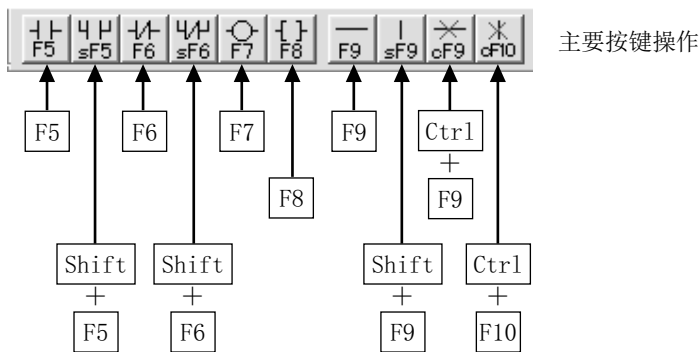 F5 sF5 F6 sF6 F7 F8 F9 sF9 cF9 cF10
主要按键操作
F5 F6 F7 F9 Ctrl
+
F8 F9
Shift Shift Shift Ctrl
+ + + +
F5 F6 F9 F10